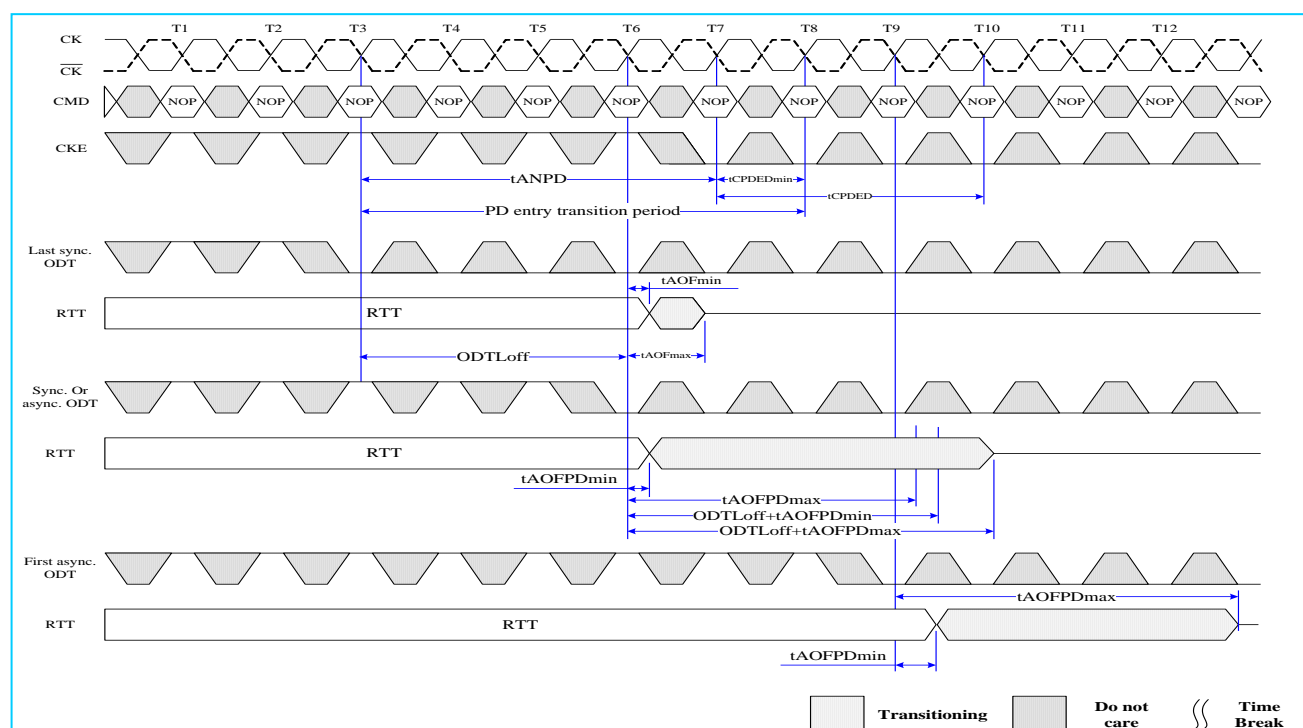 T1 T2 T3 T4 T5 T6 T7 T8 T9 T10 T11 T12
CK
CK
CMD NOP NOP NOP NOP NOP NOP NOP NOP NOP NOP NOP NOP NOP
CKE
tANPD tCPDEDmin
tCPDED
PD entry transition period
Last sync.
ODT
tAOFmin
RTT RTT
ODTLoff tAOFmax
Sync. Or
async. ODT
RTT RTT
tAOFPDmin
tAOFPDmax
ODTLoff+tAOFPDmin
ODTLoff+tAOFPDmax
First async.
ODT
tAOFPDmax
RTT RTT
tAOFPDmin
Transitioning Do not
care Time
Break